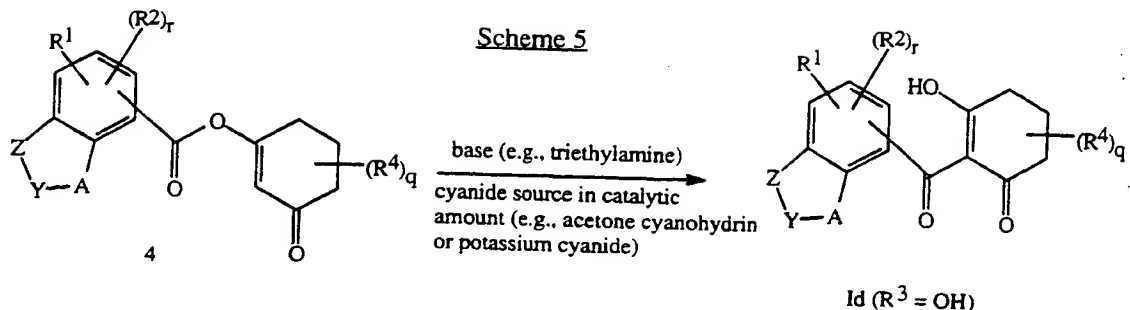 Scheme 5
R1
(R2)r
O
O
Z
Y
A
(R4)q
O
4
base (e.g., triethylamine)
cyanide source in catalytic
amount (e.g., acetone cyanohydrin
or potassium cyanide)
R1
(R2)r
HO
Z
Y
A
O
O
(R4)q
Id (R3 = OH)